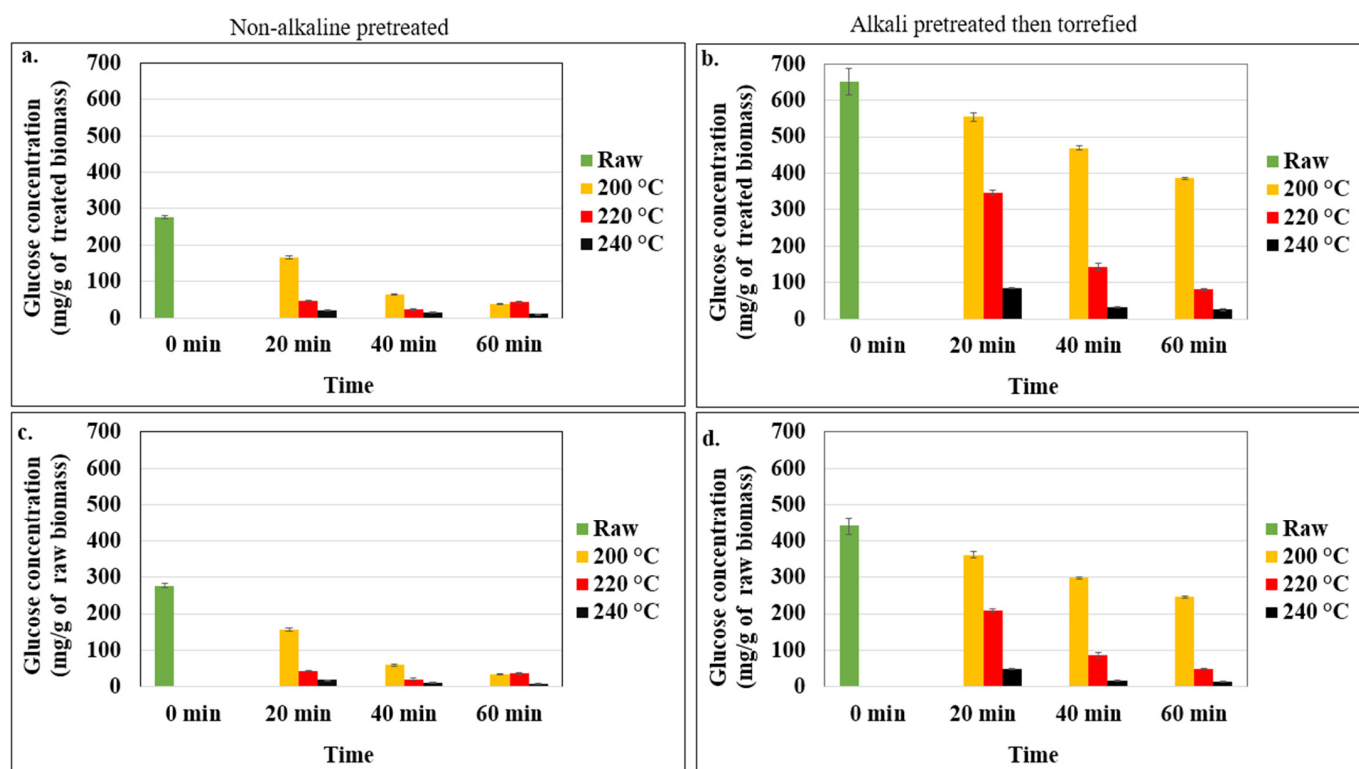 Non-alkaline pretreated
Alkali pretreated then torrefied
a.
Glucose concentration
(mg/g of treated biomass)
700
600
500
400
300
200
100
0
0 min
20 min
40 min
60 min
Time
Raw
200 °C
220 °C
240 °C
b.
Glucose concentration
(mg/g of treated biomass)
700
600
500
400
300
200
100
0
0 min
20 min
40 min
60 min
Time
Raw
200 °C
220 °C
240 °C
c.
Glucose concentration
(mg/g of raw biomass)
700
600
500
400
300
200
100
0
0 min
20 min
40 min
60 min
Time
Raw
200 °C
220 °C
240 °C
d.
Glucose concentration
(mg/g of raw biomass)
700
600
500
400
300
200
100
0
0 min
20 min
40 min
60 min
Time
Raw
200 °C
220 °C
240 °C